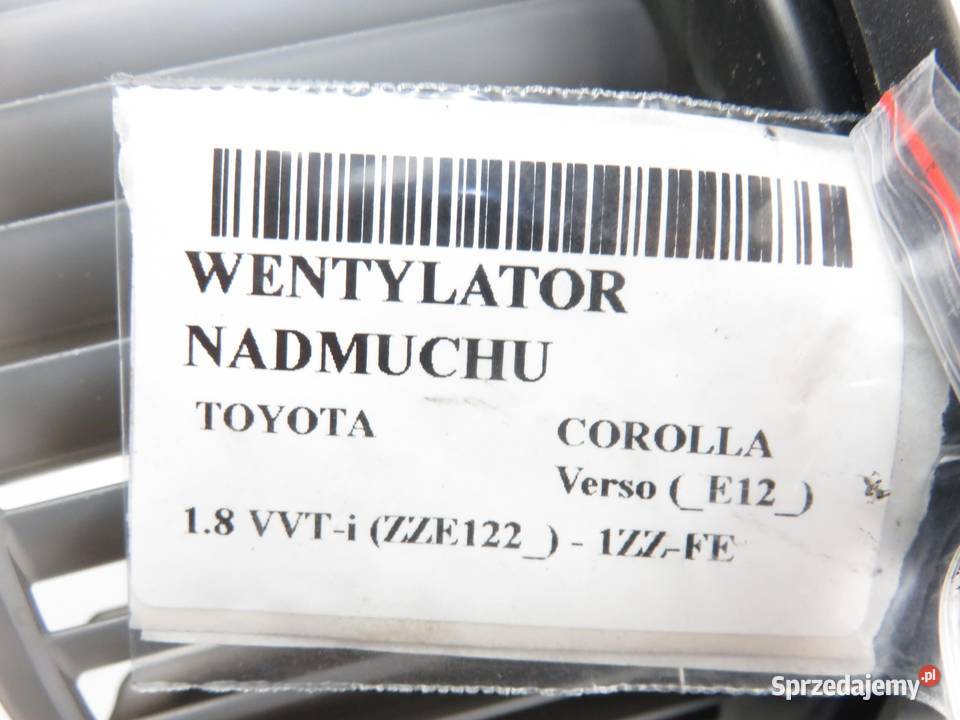 WENTYLATOR
NADMUCHU
TOYOTA COROLLA
Verso (_E12_)
1.8 VVT-i (ZZE122_) - 1ZZ-FE
Sprzedajemy.pl